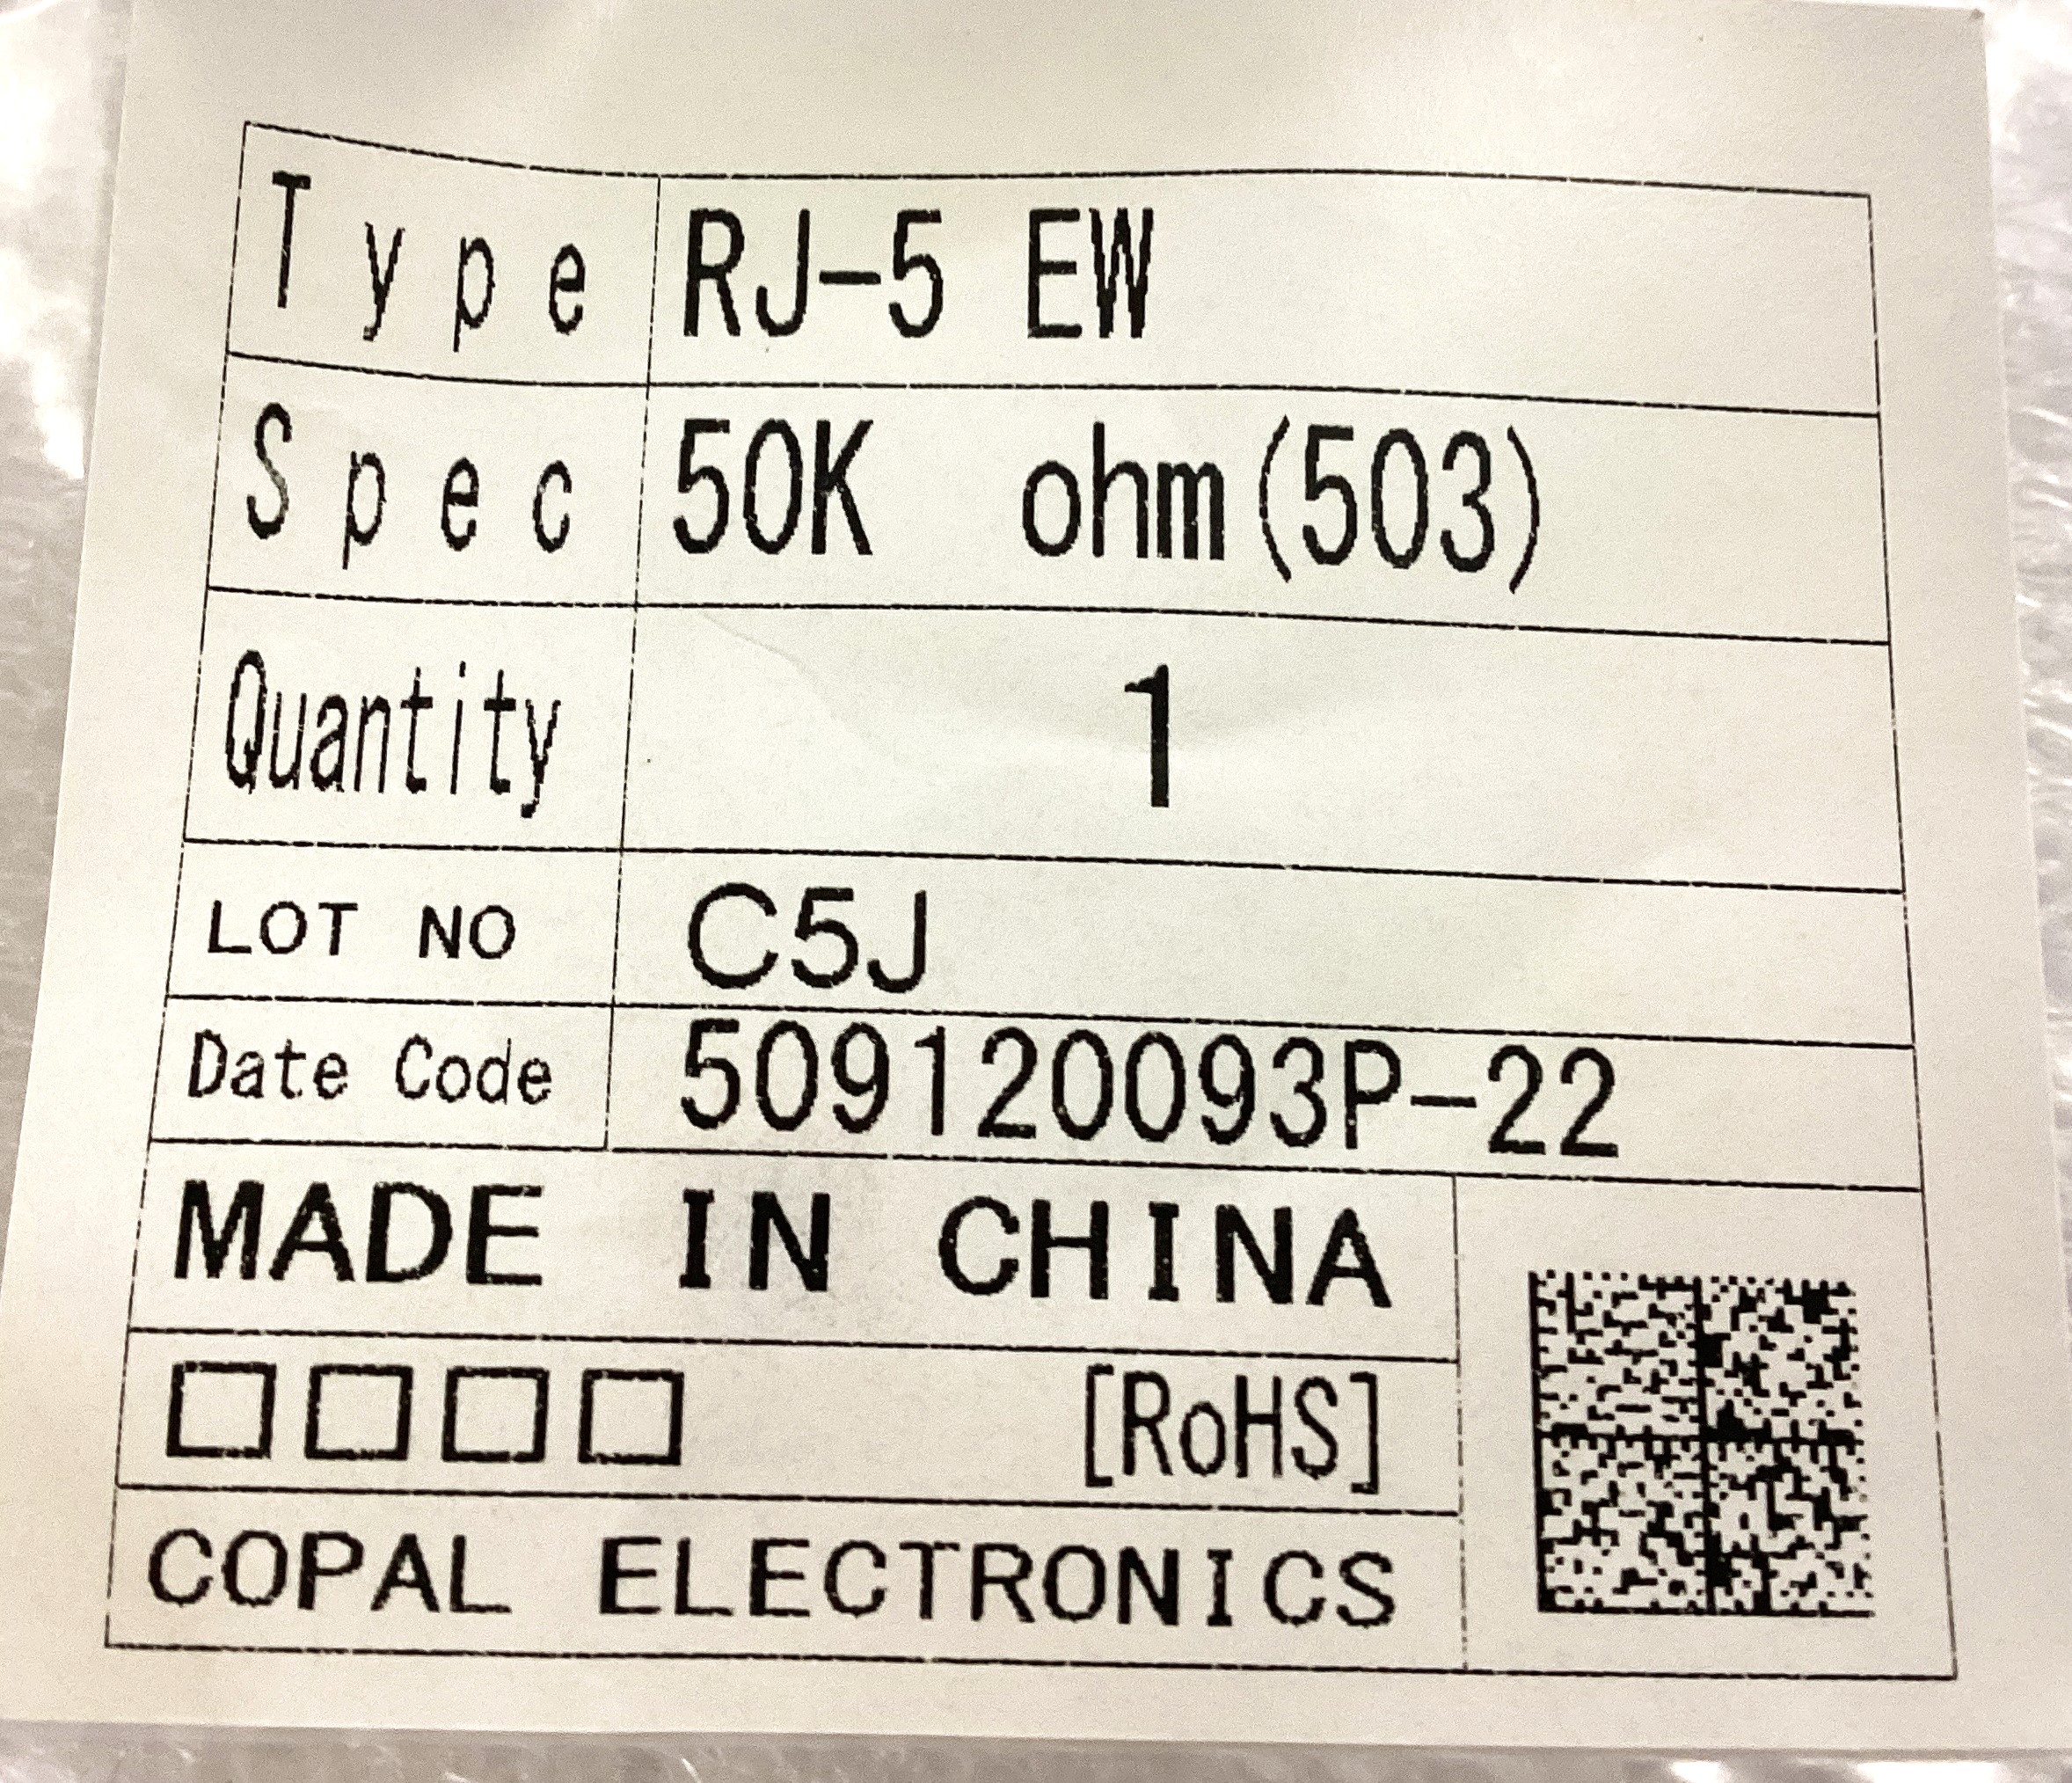 Type RJ-5 EW
Spec 50K ohm(503)
Quantity 1
LOT NO C5J
Date Code 509120093P-22
MADE IN CHINA
□□□□ [RoHS]
COPAL ELECTRONICS